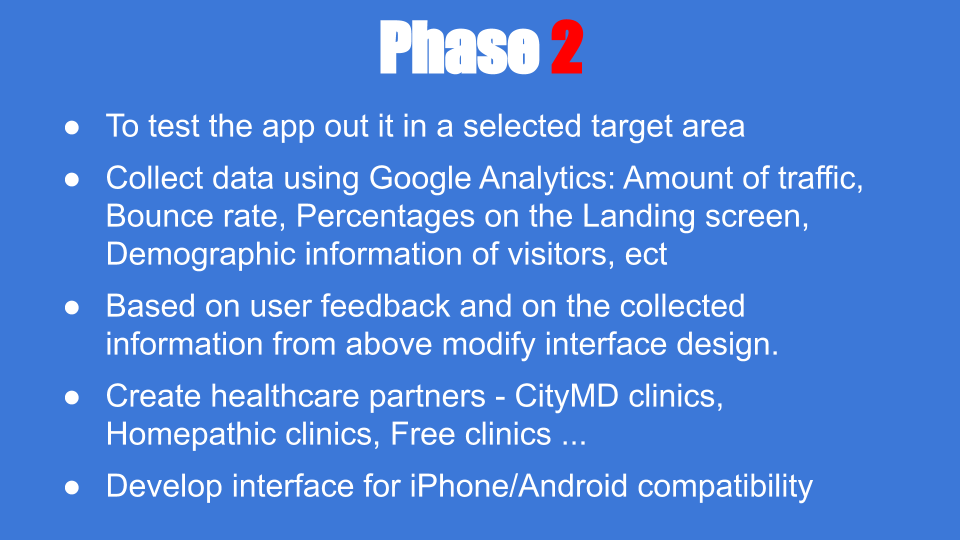 Phase 2
● To test the app out it in a selected target area
● Collect data using Google Analytics: Amount of traffic,
Bounce rate, Percentages on the Landing screen,
Demographic information of visitors, ect
● Based on user feedback and on the collected
information from above modify interface design.
● Create healthcare partners - CityMD clinics,
Homepathic clinics, Free clinics ...
● Develop interface for iPhone/Android compatibility